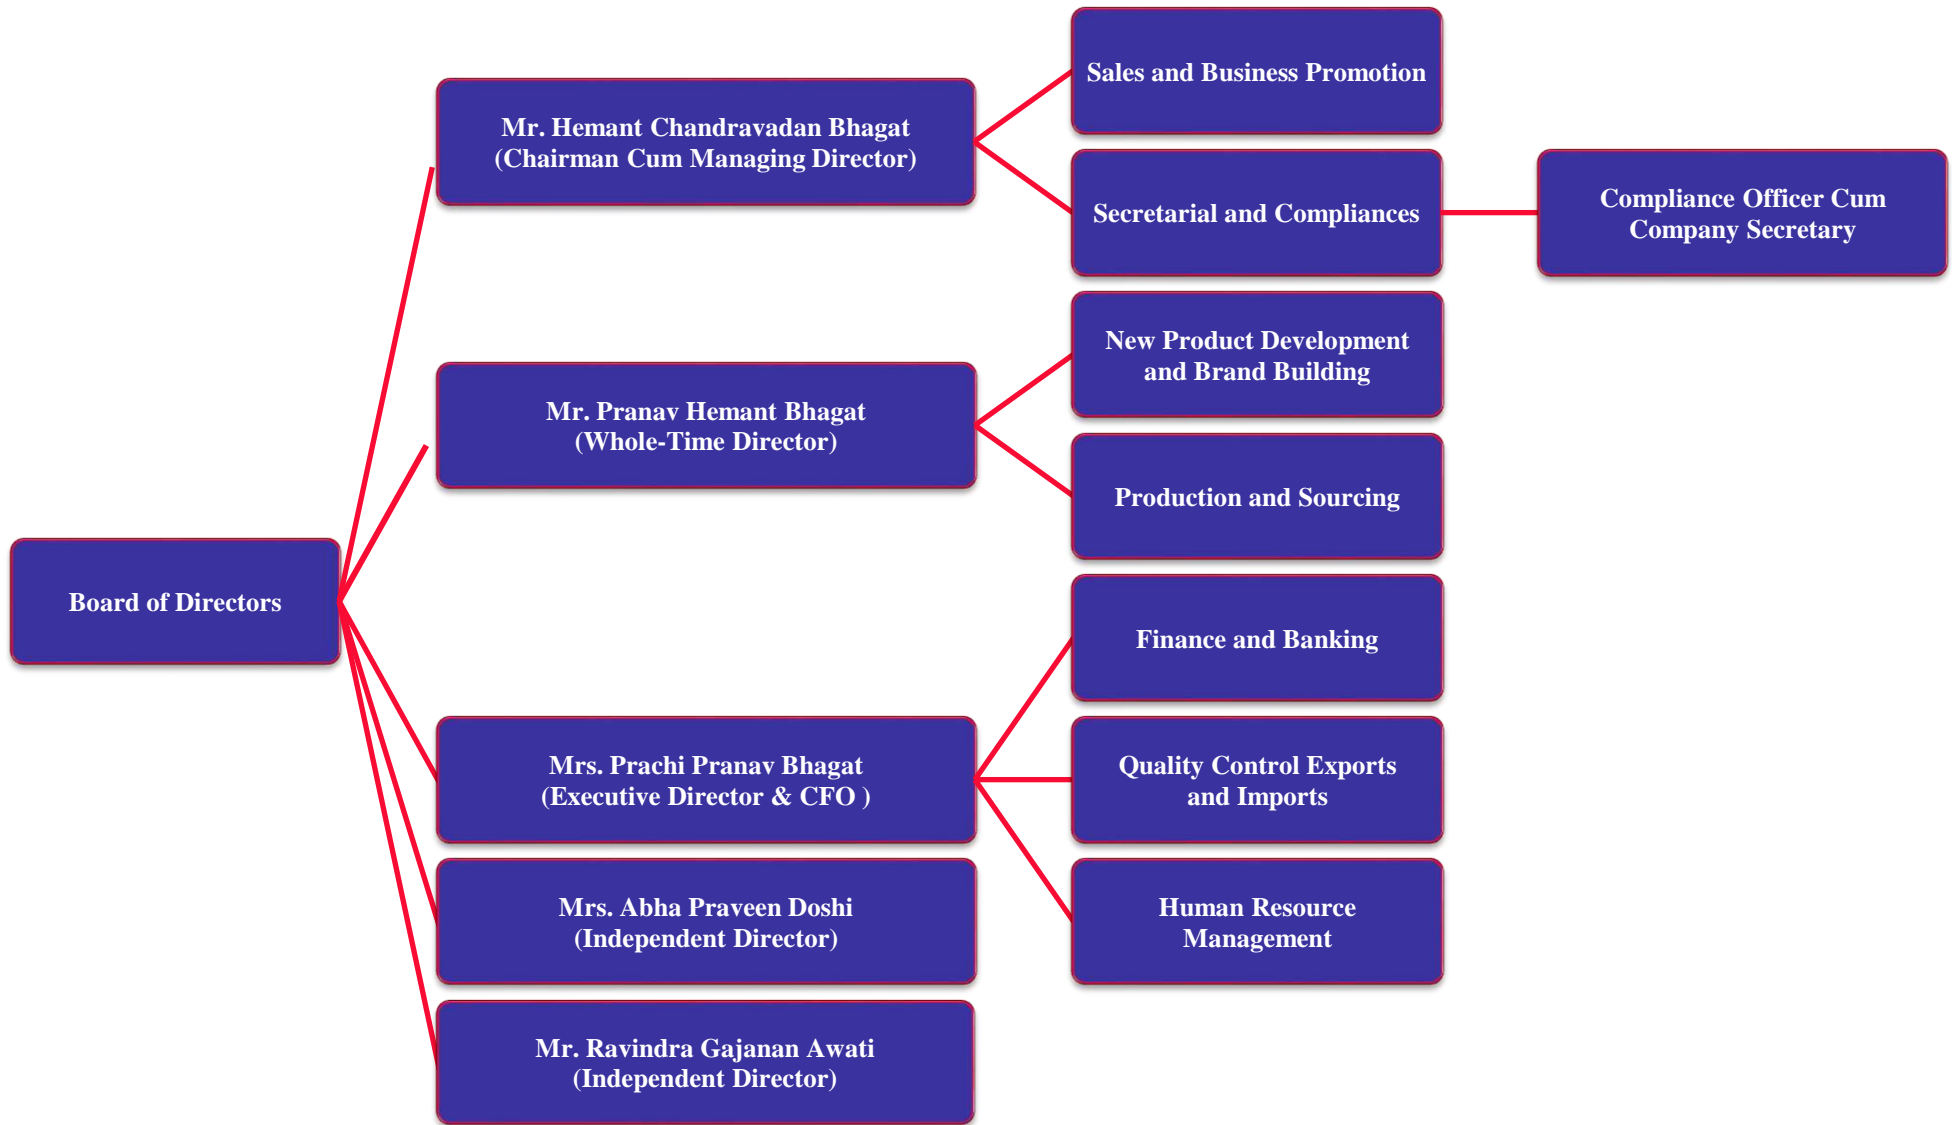 Board of Directors
Mr. Hemant Chandravadan Bhagat
(Chairman Cum Managing Director)
Sales and Business Promotion
Secretarial and Compliances
Compliance Officer Cum
Company Secretary
Mr. Pranav Hemant Bhagat
(Whole-Time Director)
New Product Development
and Brand Building
Production and Sourcing
Mrs. Prachi Pranav Bhagat
(Executive Director & CFO )
Finance and Banking
Quality Control Exports
and Imports
Human Resource
Management
Mrs. Abha Praveen Doshi
(Independent Director)
Mr. Ravindra Gajanan Awati
(Independent Director)